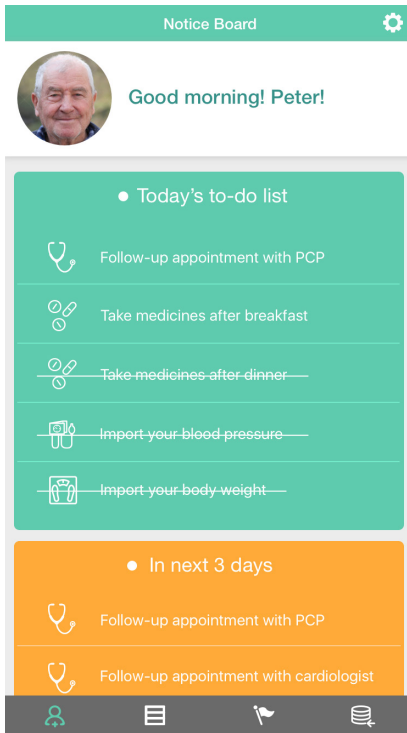 Notice Board
Good morning! Peter!
Today's to-do list
Follow-up appointment with PCP
Take medicines after breakfast
Take medicines after dinner
Import your blood pressure
Import your body weight
In next 3 days
Follow-up appointment with PCP
Follow-up appointment with cardiologist